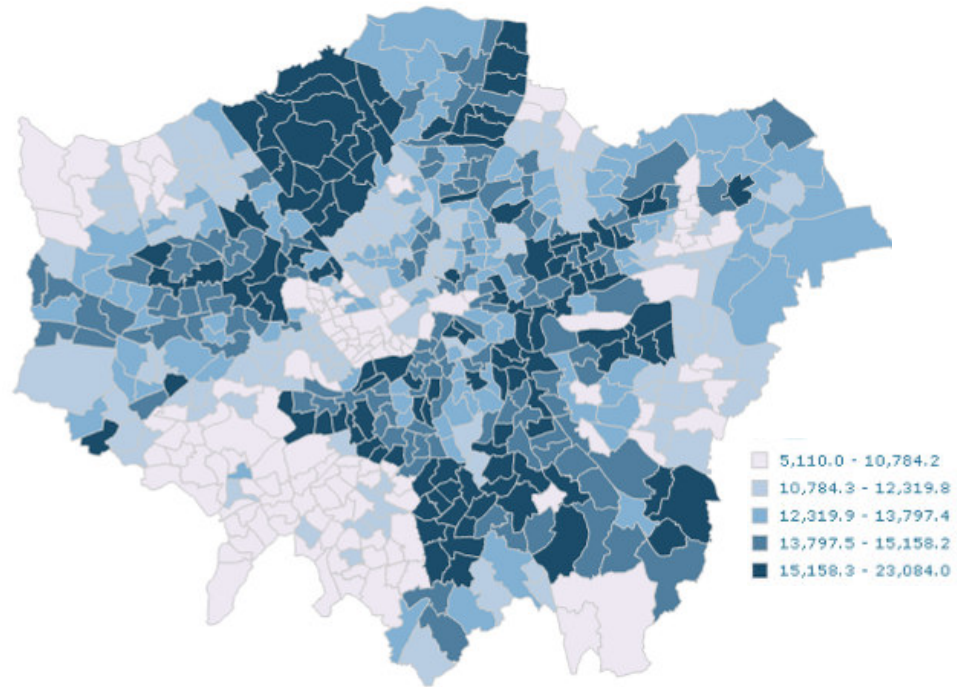 5,110.0 - 10,784.2
10,784.3 - 12,319.8
12,319.9 - 13,797.4
13,797.5 - 15,158.2
15,158.3 - 23,084.0